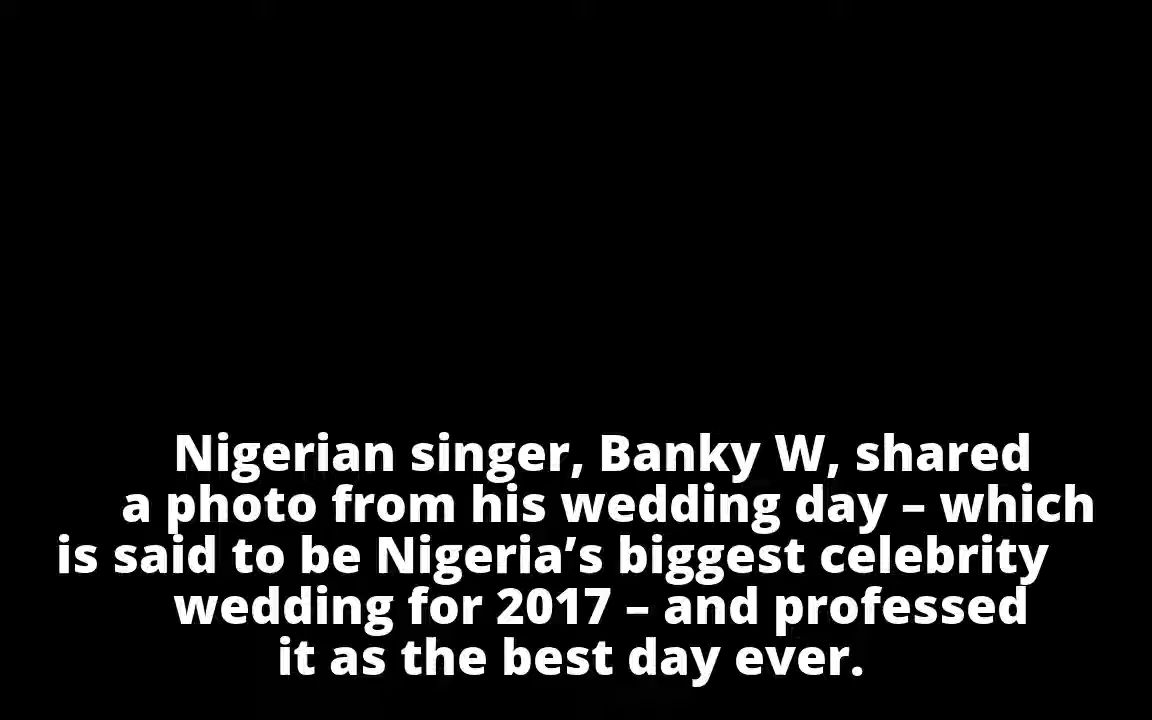 Nigerian singer, Banky W, shared
a photo from his wedding day – which
is said to be Nigeria’s biggest celebrity
wedding for 2017 – and professed
it as the best day ever.